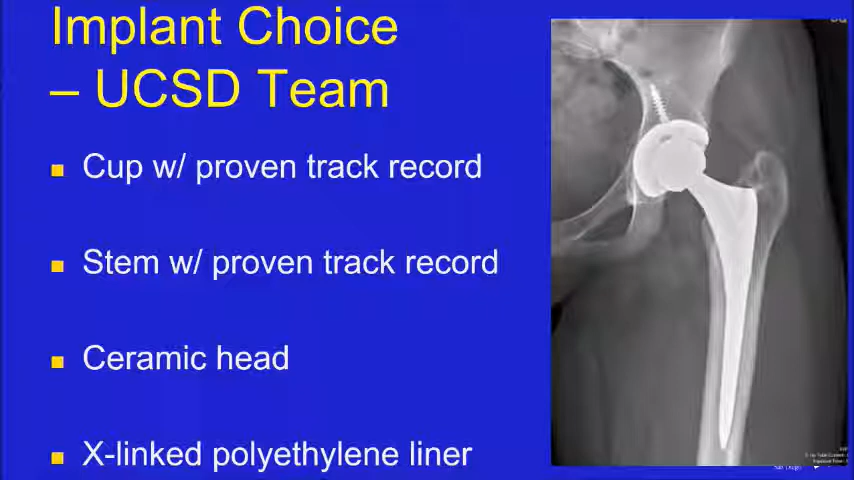 Implant Choice
– UCSD Team
Cup w/ proven track record
Stem w/ proven track record
Ceramic head
X-linked polyethylene liner